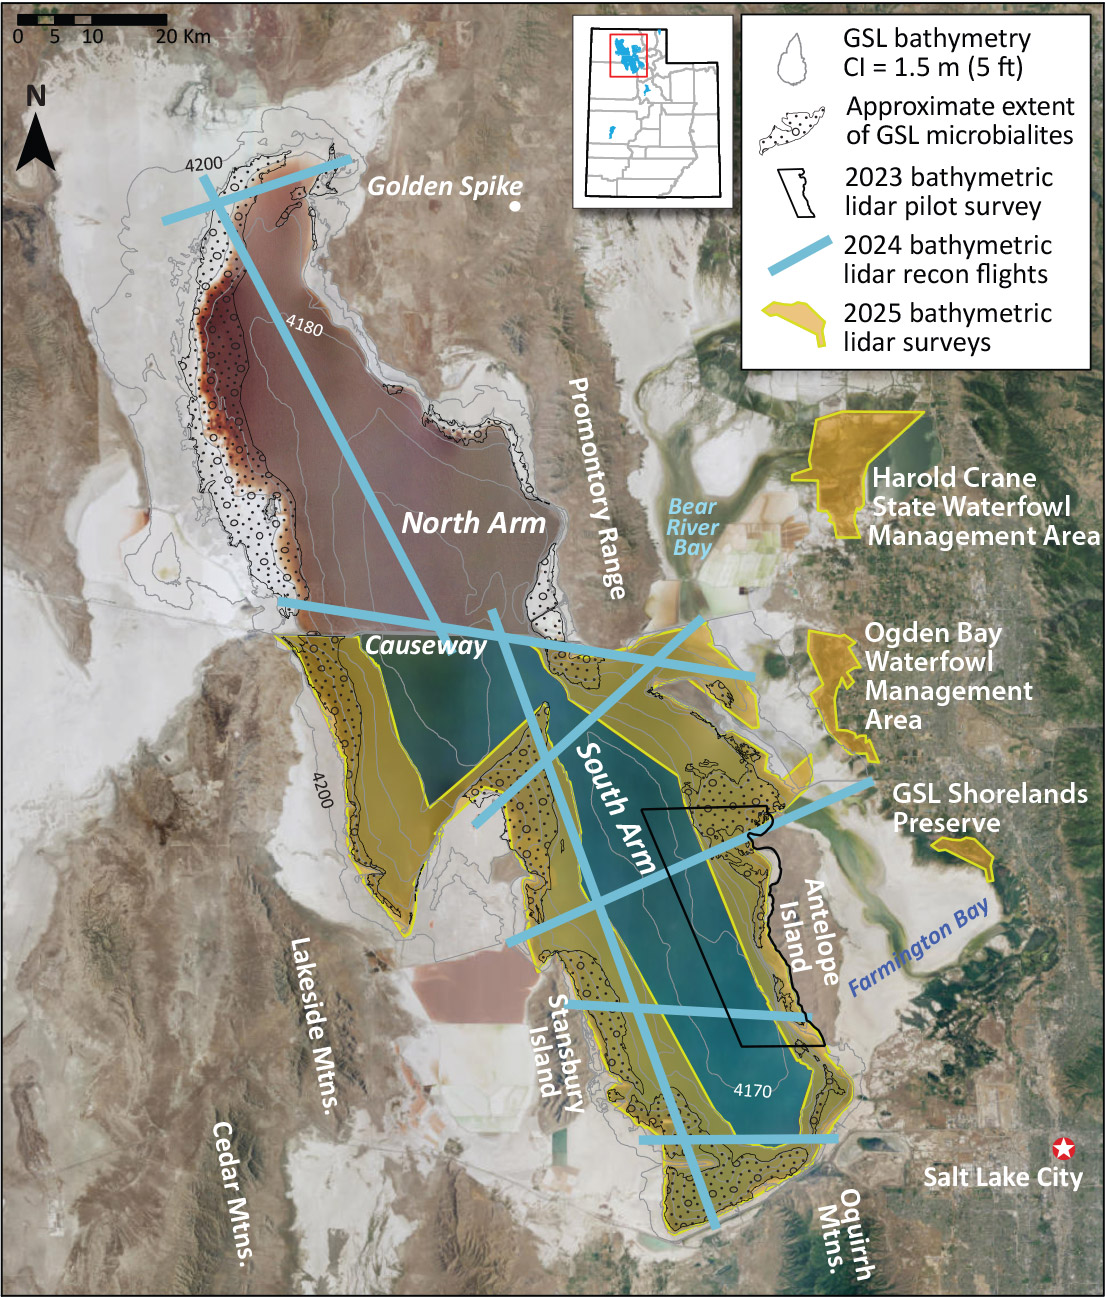 0 5 10 20 Km
N
GSL bathymetry
CI = 1.5 m (5 ft)
Approximate extent
of GSL microbialites
2023 bathymetric
lidar pilot survey
2024 bathymetric
lidar recon flights
2025 bathymetric
lidar surveys
4200
Golden Spike
4180
Promontory Range
Harold Crane
State Waterfowl
Management Area
North Arm
Bear
River
Bay
Causeway
Ogden Bay
Waterfowl
Management
Area
South Arm
4200
GSL Shorelands
Preserve
Antelope
Island
Farmington Bay
Lakeside Mtns.
Stansbury
Island
4170
Cedar Mtns.
Salt Lake City
Oquirrh
Mtns.